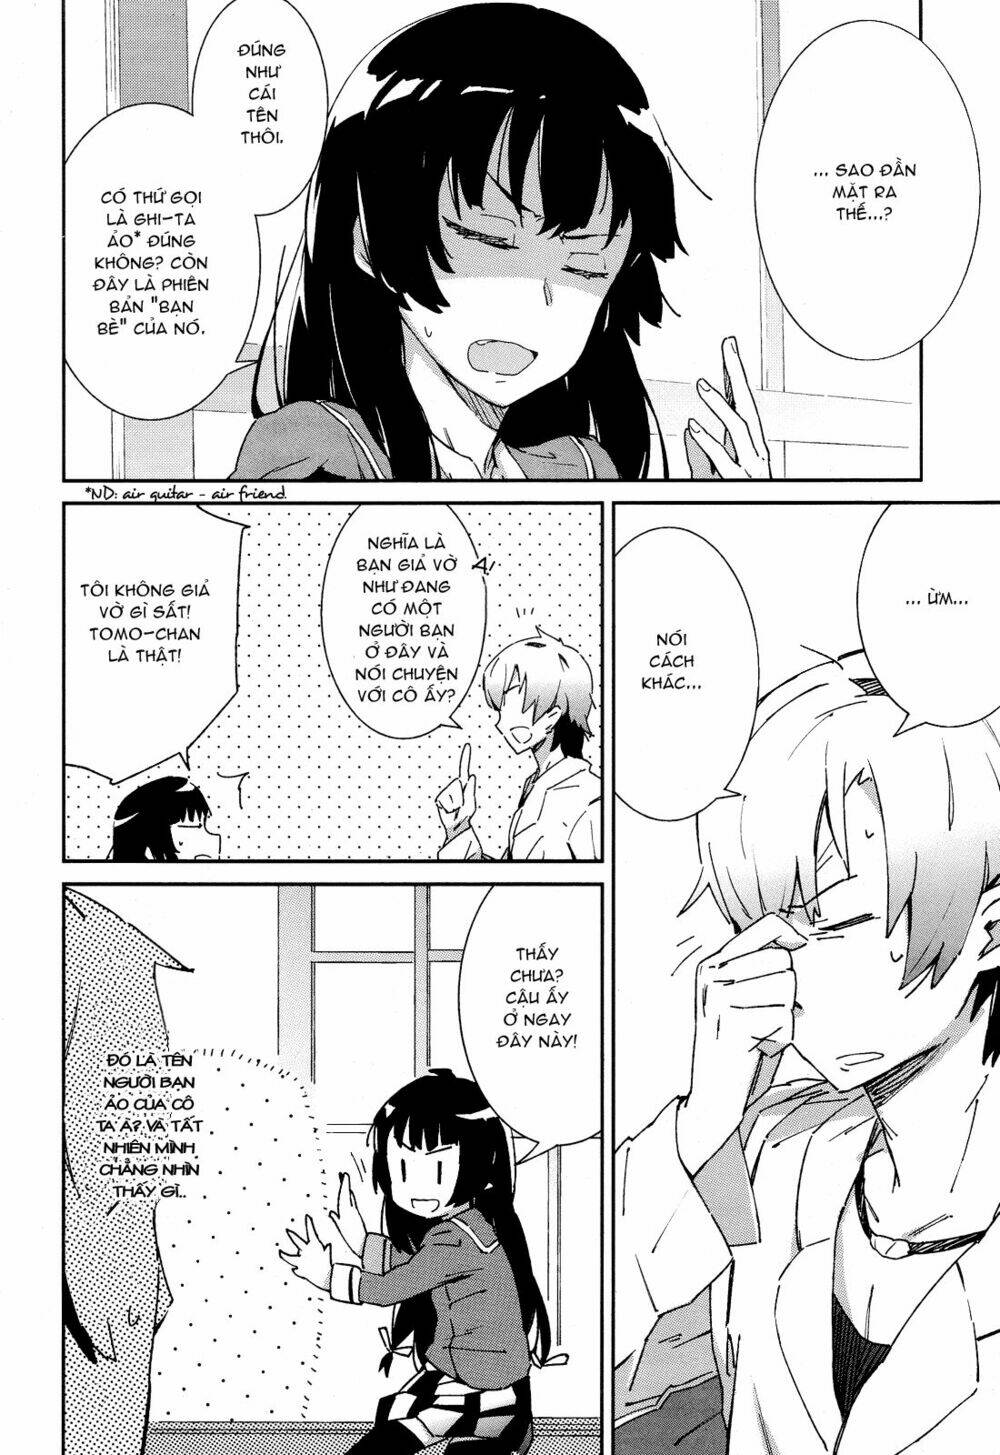 ... SAO ĐẦN
MẶT RA
THẾ...?
ĐÚNG
NHƯ
CÁI
TÊN
THÔI.
CÓ THỨ GỌI
LÀ GHI-TA
ẢO* ĐÚNG
KHÔNG? CÒN
ĐÂY LÀ PHIÊN
BẢN "BẠN
BÈ" CỦA NÓ.
*ND: air guitar - air friend.
... ỪM...
NÓI
CÁCH
KHÁC...
NGHĨA LÀ
BẠN GIẢ VỜ
NHƯ ĐANG
CÓ MỘT
NGƯỜI BẠN
Ở ĐÂY VÀ
NÓI CHUYỆN
VỚI CÔ ẤY?
TÔI KHÔNG GIẢ
VỜ GÌ SẤT!
TOMO-CHAN
LÀ THẬT!
THẤY
CHƯA?
CẬU ẤY
Ở NGAY
ĐÂY NÀY!
ĐÓ LÀ TÊN
NGƯỜI BẠN
ẢO CỦA CÔ
TA À? VÀ TẤT
NHIÊN MÌNH
CHẲNG NHÌN
THẤY GÌ..